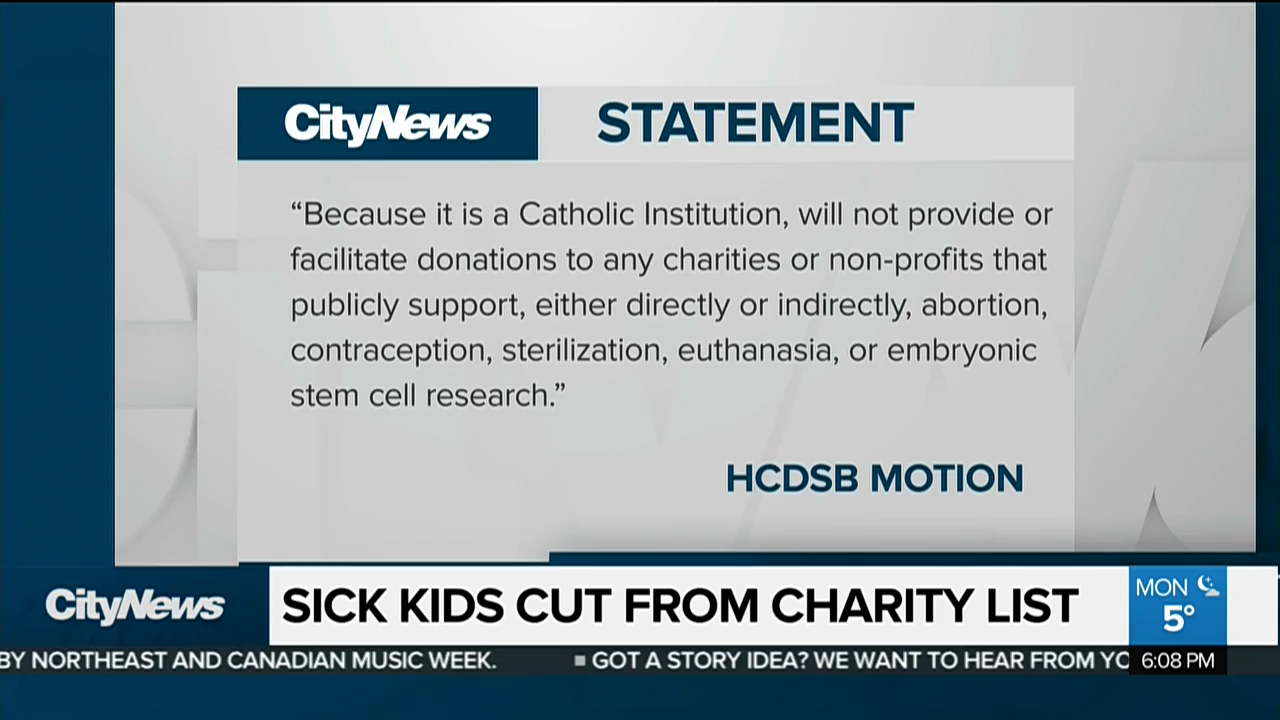 CityNews STATEMENT
“Because it is a Catholic Institution, will not provide or
facilitate donations to any charities or non-profits that
publicly support, either directly or indirectly, abortion,
contraception, sterilization, euthanasia, or embryonic
stem cell research.”
HCDSB MOTION
CityNews SICK KIDS CUT FROM CHARITY LIST MON
5°
BY NORTHEAST AND CANADIAN MUSIC WEEK. GOT A STORY IDEA? WE WANT TO HEAR FROM 6:08 PM